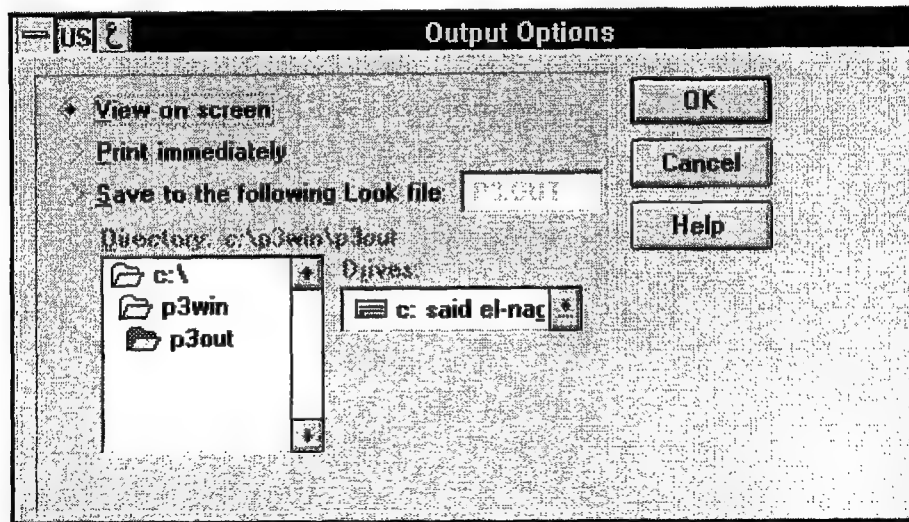 US ع Output Options
View on screen
Print immediately
Save to the following Look file P3.OUT
Directory: c:\p3win\p3out
Drives:
c:\
p3win
p3out
c: said el-nag
OK
Cancel
Help